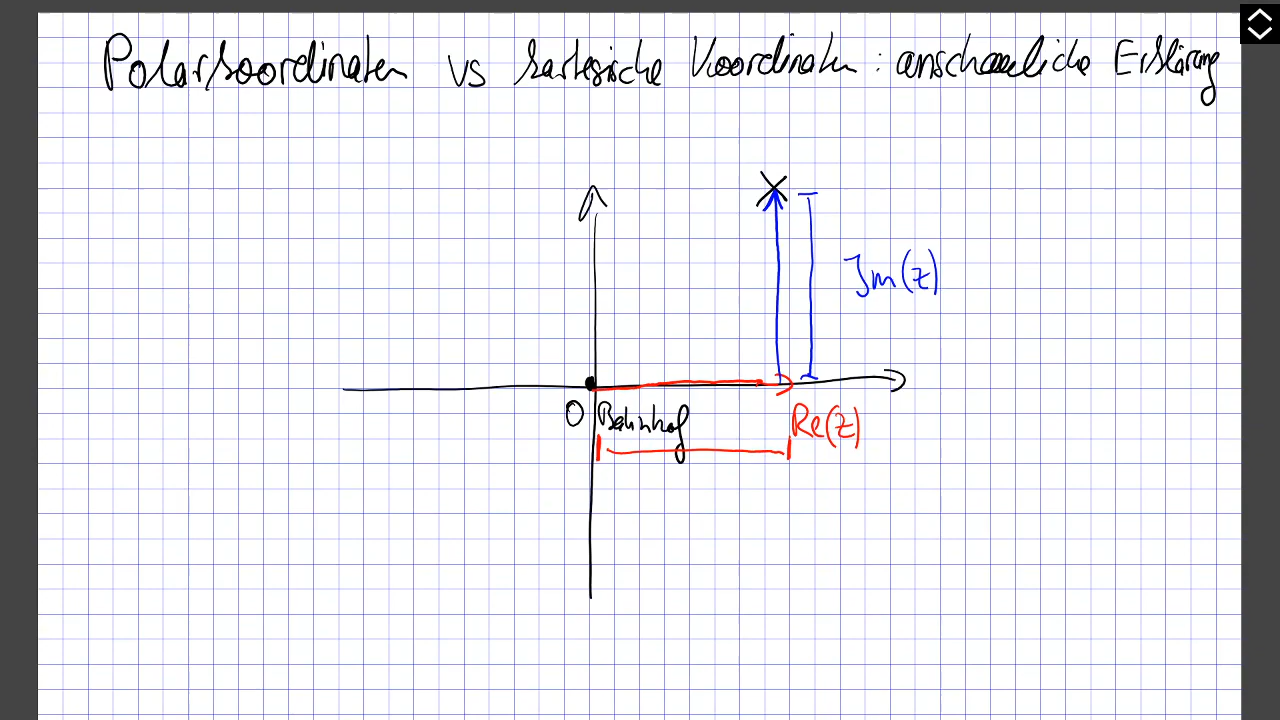 Polarkoordinaten vs kartesische Koordinaten: anschauliche Erklärung
Im(z)
0 Bahnhof Re(z)